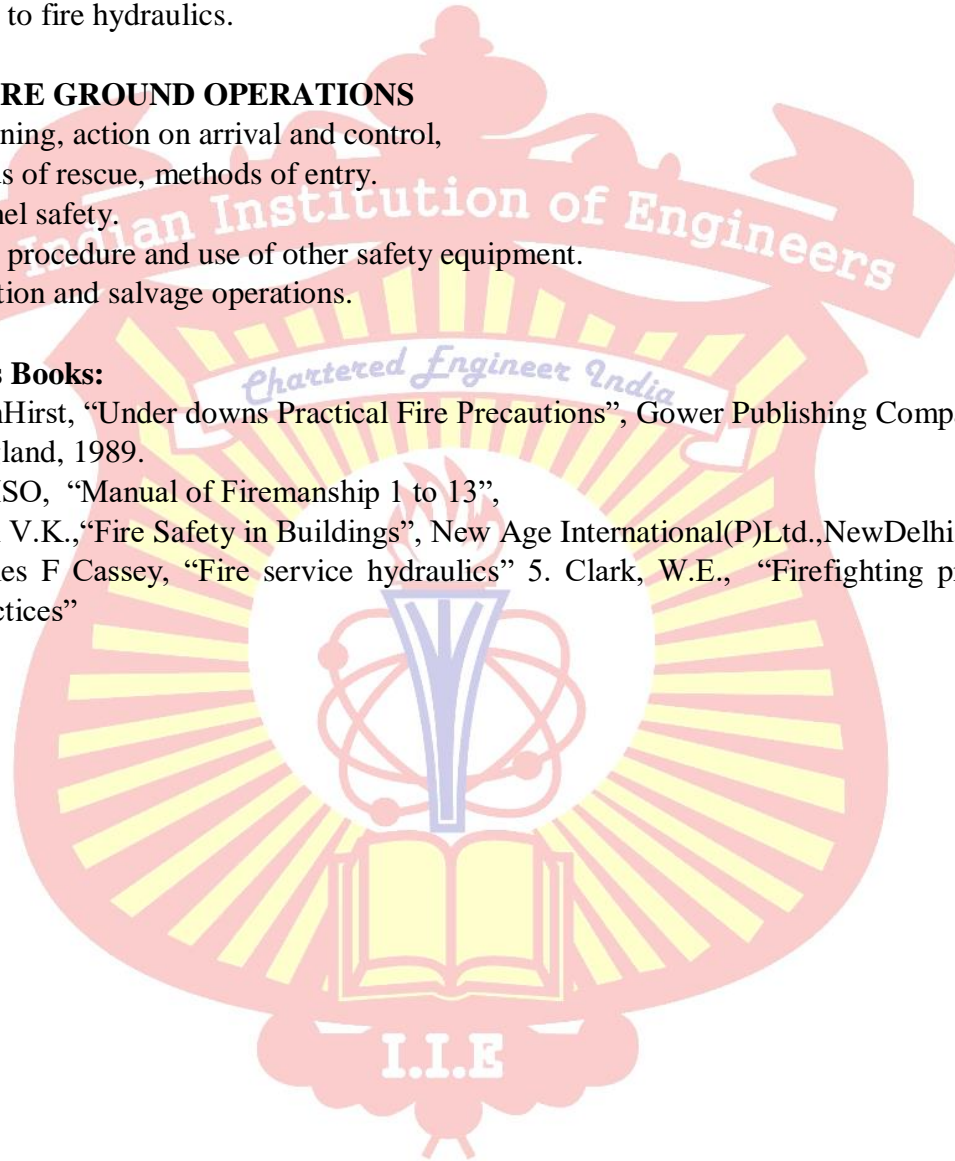 to fire hydraulics.
RE GROUND OPERATIONS
ning, action on arrival and control,
s of rescue, methods of entry.
nel safety.
procedure and use of other safety equipment.
tion and salvage operations.
Indian Institution of Engineers
Chartered Engineer India
s Books:
nHirst, “Under downs Practical Fire Precautions”, Gower Publishing Compa
land, 1989.
ISO, “Manual of Firemanship 1 to 13”,
V.K.,“Fire Safety in Buildings”, New Age International(P)Ltd.,NewDelhi
es F Cassey, “Fire service hydraulics” 5. Clark, W.E., “Firefighting pr
ctices”
I.I.E